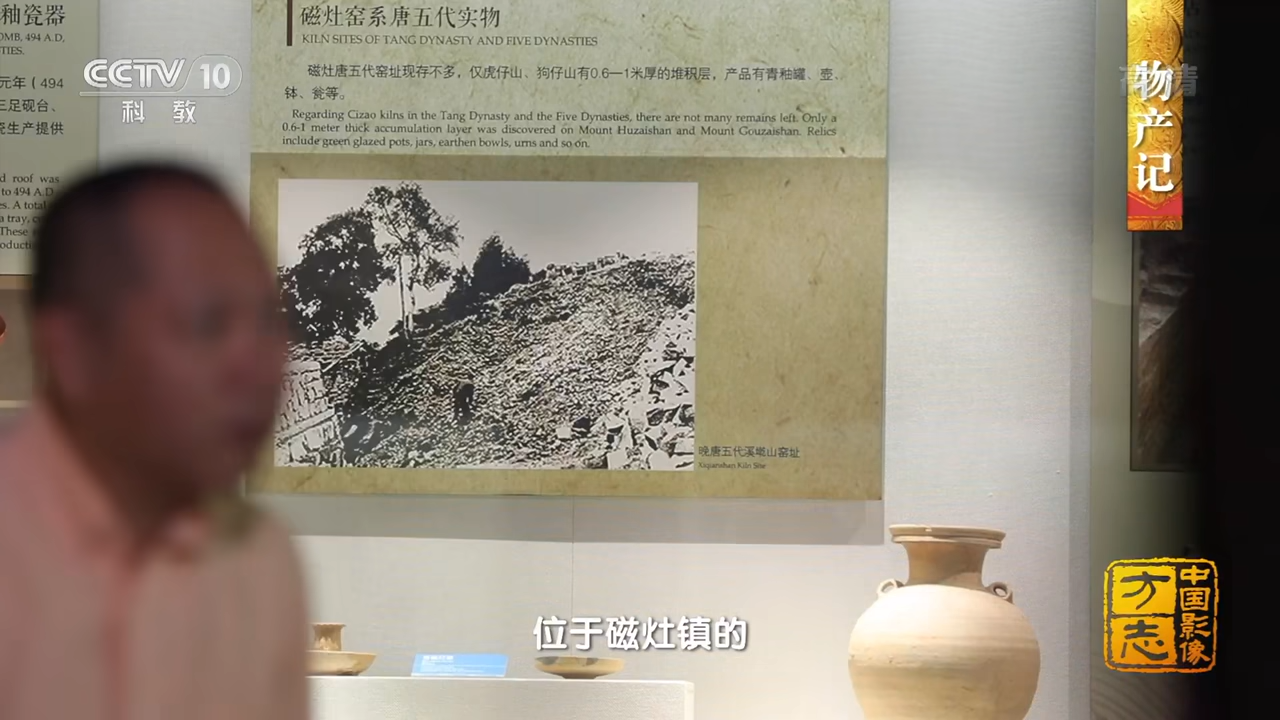 釉瓷器
OMB, 494 A.D,
TIES.
元年（494
三足砚台、
瓷生产提供
d roof was
to 494 A.D
es. A total
a tray, c
These
oducti
CCTV 10
科教
磁灶窑系唐五代实物
KILN SITES OF TANG DYNASTY AND FIVE DYNASTIES
磁灶唐五代窑址现存不多，仅虎仔山、狗仔山有0.6—1米厚的堆积层，产品有青釉罐、壶、
钵、瓮等。
Regarding Cizao kilns in the Tang Dynasty and the Five Dynasties, there are not many remains left. Only a
0.6-1 meter thick accumulation layer was discovered on Mount Huzaishan and Mount Gouzaishan. Relics
include green glazed pots, jars, earthen bowls, urns and so on.
晚唐五代溪墘山窑址
Xiqianshan Kiln Site
高清
物产记
位于磁灶镇的
中国影像
方志